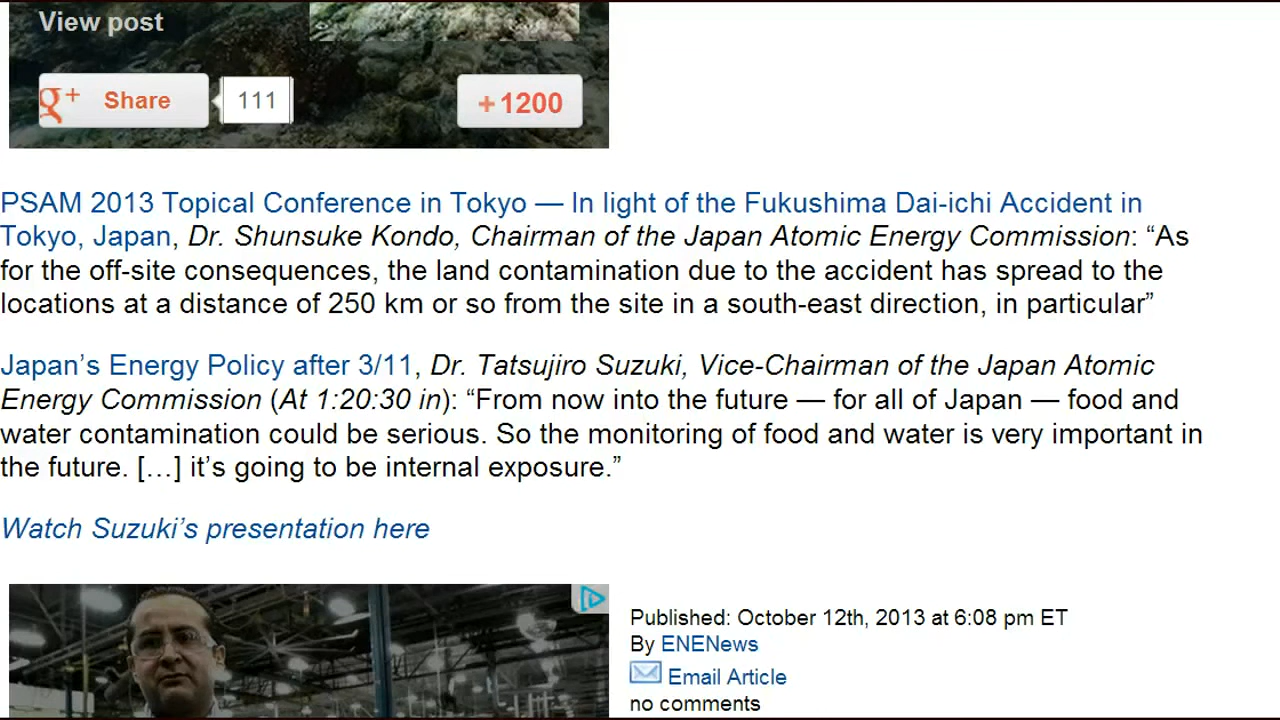 View post
g+ Share
111
+1200
PSAM 2013 Topical Conference in Tokyo — In light of the Fukushima Dai-ichi Accident in
Tokyo, Japan, Dr. Shunsuke Kondo, Chairman of the Japan Atomic Energy Commission: “As
for the off-site consequences, the land contamination due to the accident has spread to the
locations at a distance of 250 km or so from the site in a south-east direction, in particular”
Japan’s Energy Policy after 3/11, Dr. Tatsujiro Suzuki, Vice-Chairman of the Japan Atomic
Energy Commission (At 1:20:30 in): “From now into the future — for all of Japan — food and
water contamination could be serious. So the monitoring of food and water is very important in
the future. […] it’s going to be internal exposure.”
Watch Suzuki’s presentation here
Published: October 12th, 2013 at 6:08 pm ET
By ENENews
Email Article
no comments